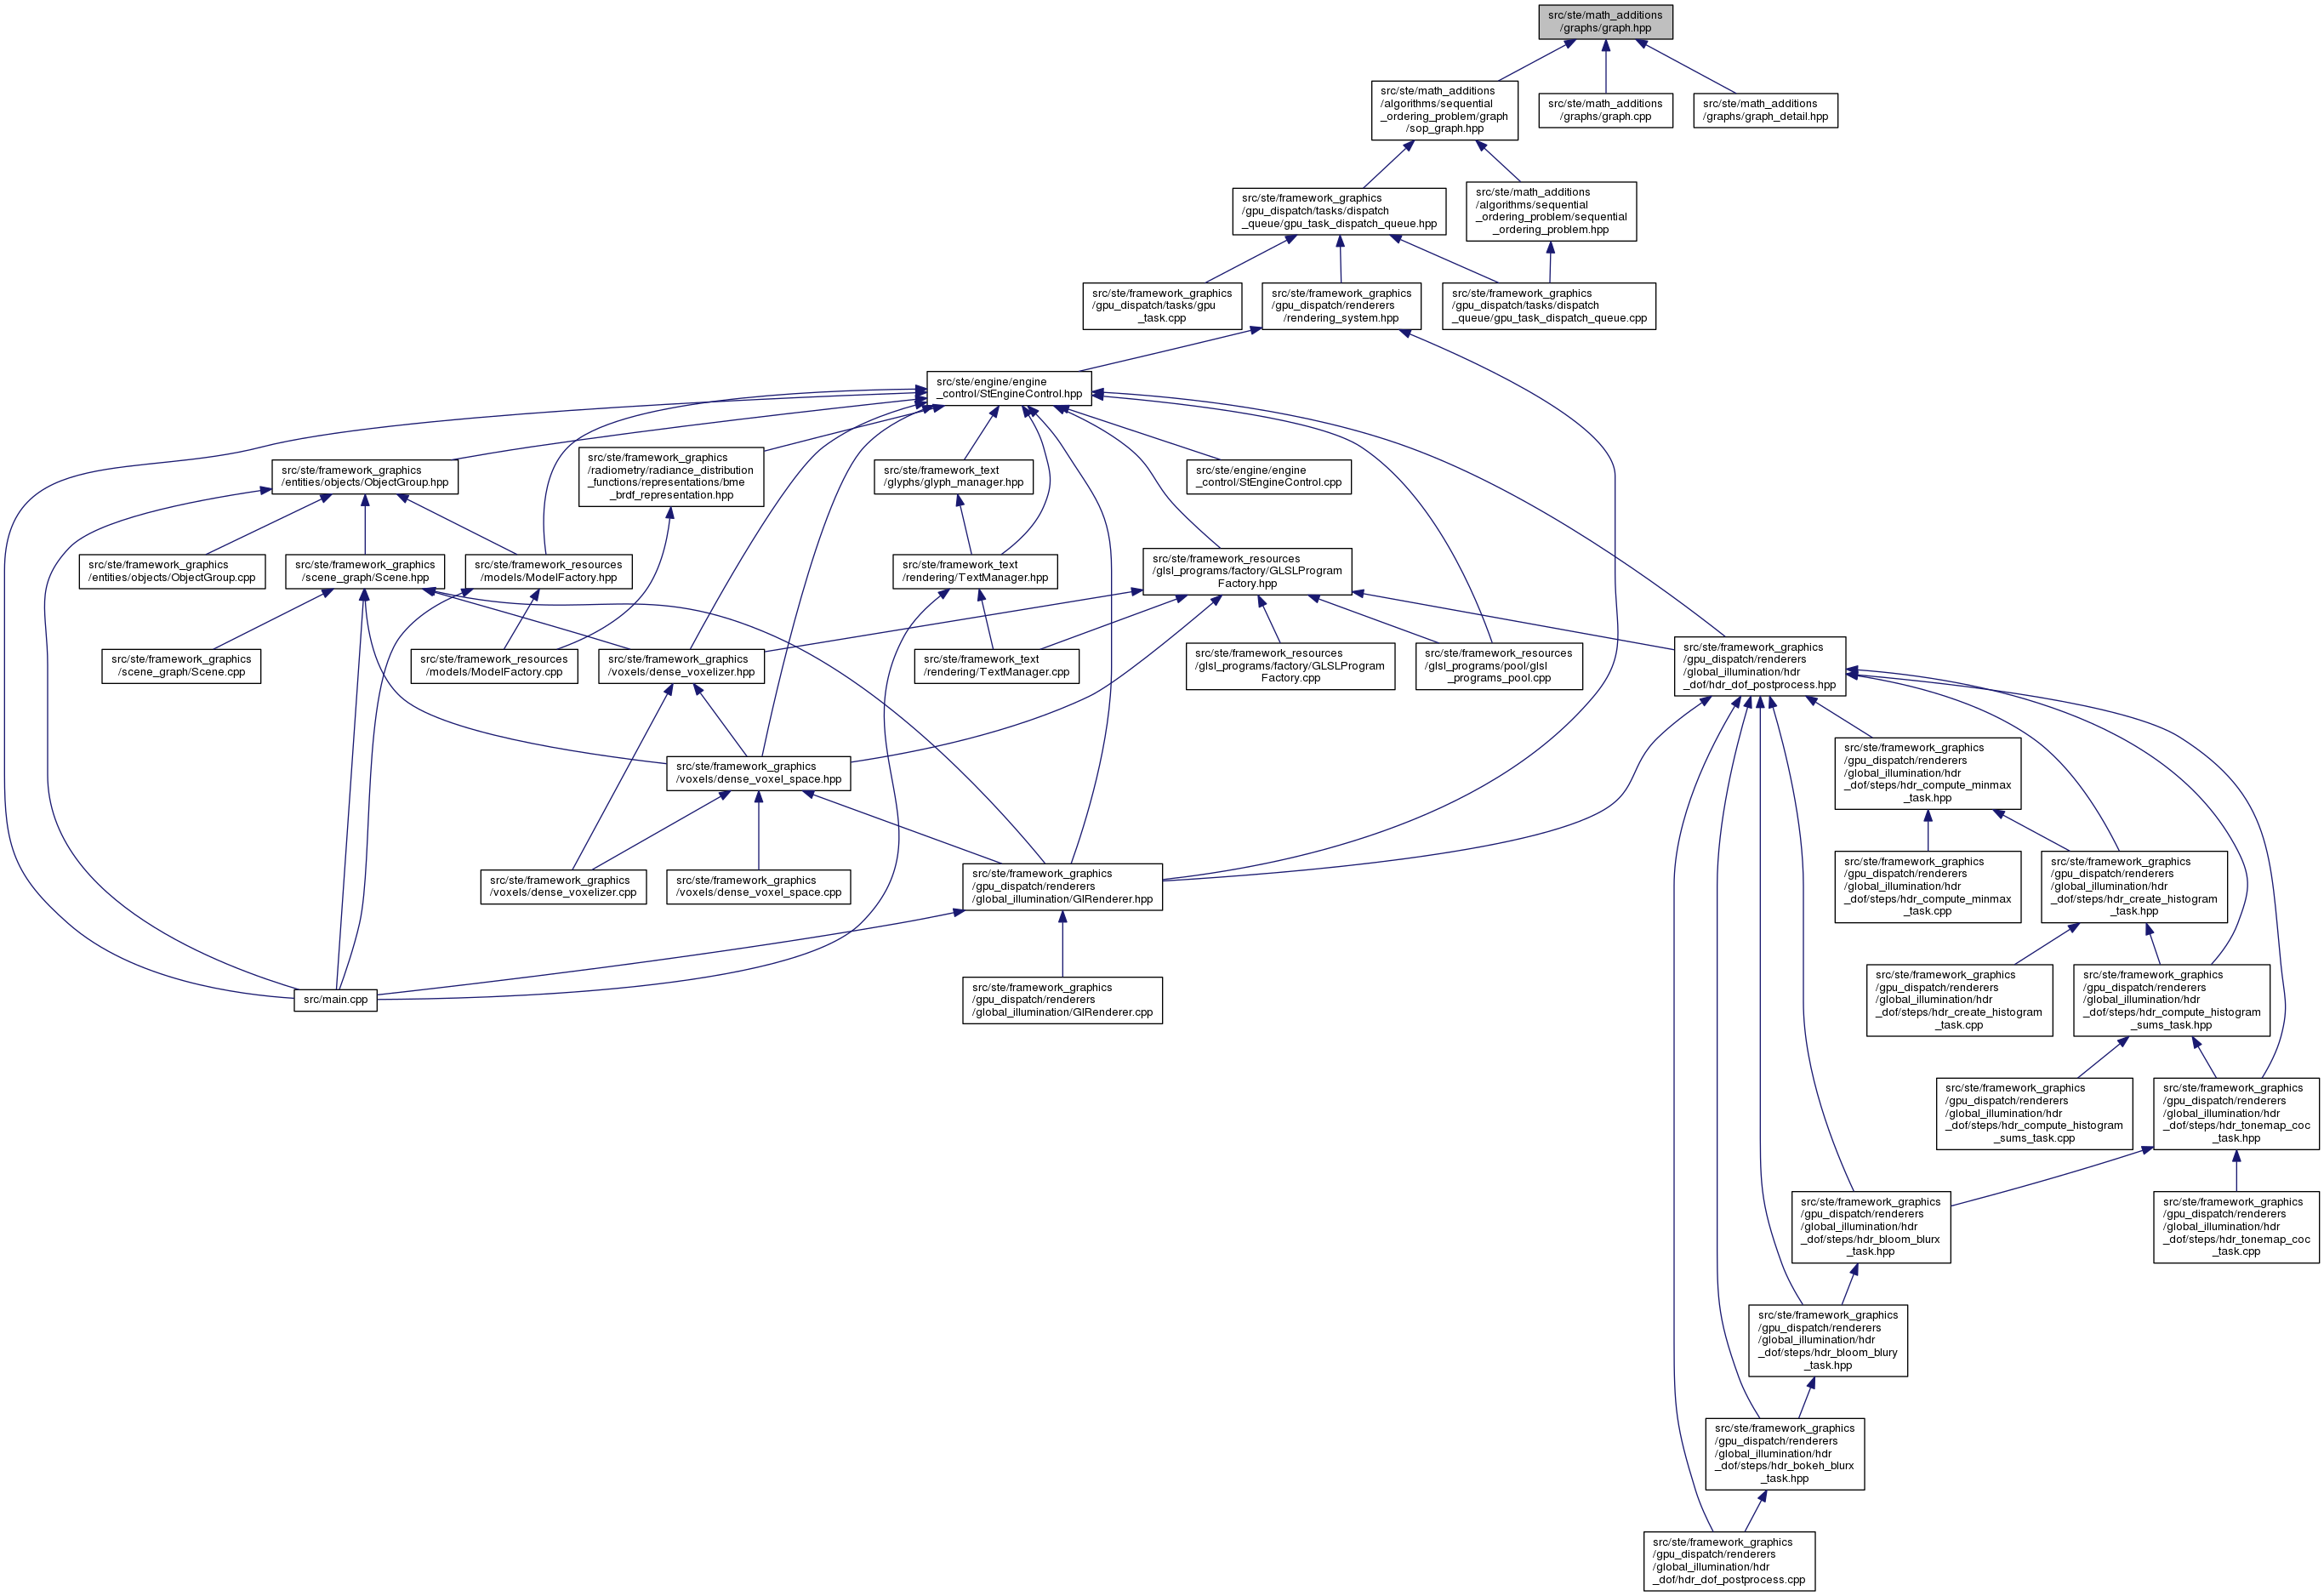 src/ste/math_additions
/graphs/graph.hpp
src/ste/math_additions
/algorithms/sequential
_ordering_problem/graph
/sop_graph.hpp
src/ste/math_additions
/graphs/graph.cpp
src/ste/math_additions
/graphs/graph_detail.hpp
src/ste/framework_graphics
/gpu_dispatch/tasks/dispatch
_queue/gpu_task_dispatch_queue.hpp
src/ste/math_additions
/algorithms/sequential
_ordering_problem/sequential
_ordering_problem.hpp
src/ste/framework_graphics
/gpu_dispatch/tasks/gpu
_task.cpp
src/ste/framework_graphics
/gpu_dispatch/renderers
/rendering_system.hpp
src/ste/framework_graphics
/gpu_dispatch/tasks/dispatch
_queue/gpu_task_dispatch_queue.cpp
src/ste/engine/engine
_control/StEngineControl.hpp
src/ste/framework_graphics
/entities/objects/ObjectGroup.hpp
src/ste/framework_graphics
/radiometry/radiance_distribution
_functions/representations/bme
_brdf_representation.hpp
src/ste/framework_text
/glyphs/glyph_manager.hpp
src/ste/engine/engine
_control/StEngineControl.cpp
src/ste/framework_graphics
/entities/objects/ObjectGroup.cpp
src/ste/framework_graphics
/scene_graph/Scene.hpp
src/ste/framework_resources
/models/ModelFactory.hpp
src/ste/framework_text
/rendering/TextManager.hpp
src/ste/framework_resources
/glsl_programs/factory/GLSLProgram
Factory.hpp
src/ste/framework_graphics
/scene_graph/Scene.cpp
src/ste/framework_resources
/models/ModelFactory.cpp
src/ste/framework_graphics
/voxels/dense_voxelizer.hpp
src/ste/framework_text
/rendering/TextManager.cpp
src/ste/framework_resources
/glsl_programs/factory/GLSLProgram
Factory.cpp
src/ste/framework_resources
/glsl_programs/pool/glsl
_programs_pool.cpp
src/ste/framework_graphics
/gpu_dispatch/renderers
/global_illumination/hdr
_dof/hdr_dof_postprocess.hpp
src/ste/framework_graphics
/voxels/dense_voxel_space.hpp
src/ste/framework_graphics
/gpu_dispatch/renderers
/global_illumination/hdr
_dof/steps/hdr_compute_minmax
_task.hpp
src/ste/framework_graphics
/voxels/dense_voxelizer.cpp
src/ste/framework_graphics
/voxels/dense_voxel_space.cpp
src/ste/framework_graphics
/gpu_dispatch/renderers
/global_illumination/GIRenderer.hpp
src/ste/framework_graphics
/gpu_dispatch/renderers
/global_illumination/hdr
_dof/steps/hdr_compute_minmax
_task.cpp
src/ste/framework_graphics
/gpu_dispatch/renderers
/global_illumination/hdr
_dof/steps/hdr_create_histogram
_task.hpp
src/main.cpp
src/ste/framework_graphics
/gpu_dispatch/renderers
/global_illumination/GIRenderer.cpp
src/ste/framework_graphics
/gpu_dispatch/renderers
/global_illumination/hdr
_dof/steps/hdr_create_histogram
_task.cpp
src/ste/framework_graphics
/gpu_dispatch/renderers
/global_illumination/hdr
_dof/steps/hdr_compute_histogram
_sums_task.hpp
src/ste/framework_graphics
/gpu_dispatch/renderers
/global_illumination/hdr
_dof/steps/hdr_compute_histogram
_sums_task.cpp
src/ste/framework_graphics
/gpu_dispatch/renderers
/global_illumination/hdr
_dof/steps/hdr_tonemap_coc
_task.hpp
src/ste/framework_graphics
/gpu_dispatch/renderers
/global_illumination/hdr
_dof/steps/hdr_bloom_blurx
_task.hpp
src/ste/framework_graphics
/gpu_dispatch/renderers
/global_illumination/hdr
_dof/steps/hdr_tonemap_coc
_task.cpp
src/ste/framework_graphics
/gpu_dispatch/renderers
/global_illumination/hdr
_dof/steps/hdr_bloom_blury
_task.hpp
src/ste/framework_graphics
/gpu_dispatch/renderers
/global_illumination/hdr
_dof/steps/hdr_bokeh_blurx
_task.hpp
src/ste/framework_graphics
/gpu_dispatch/renderers
/global_illumination/hdr
_dof/hdr_dof_postprocess.cpp